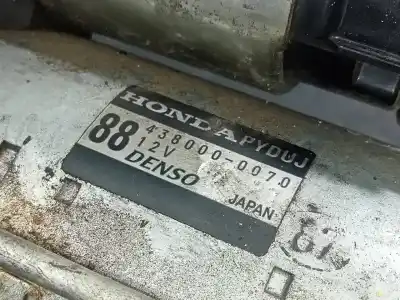 HONDA PYDUJ
88 438000-0070
12V
DENSO
JAPAN